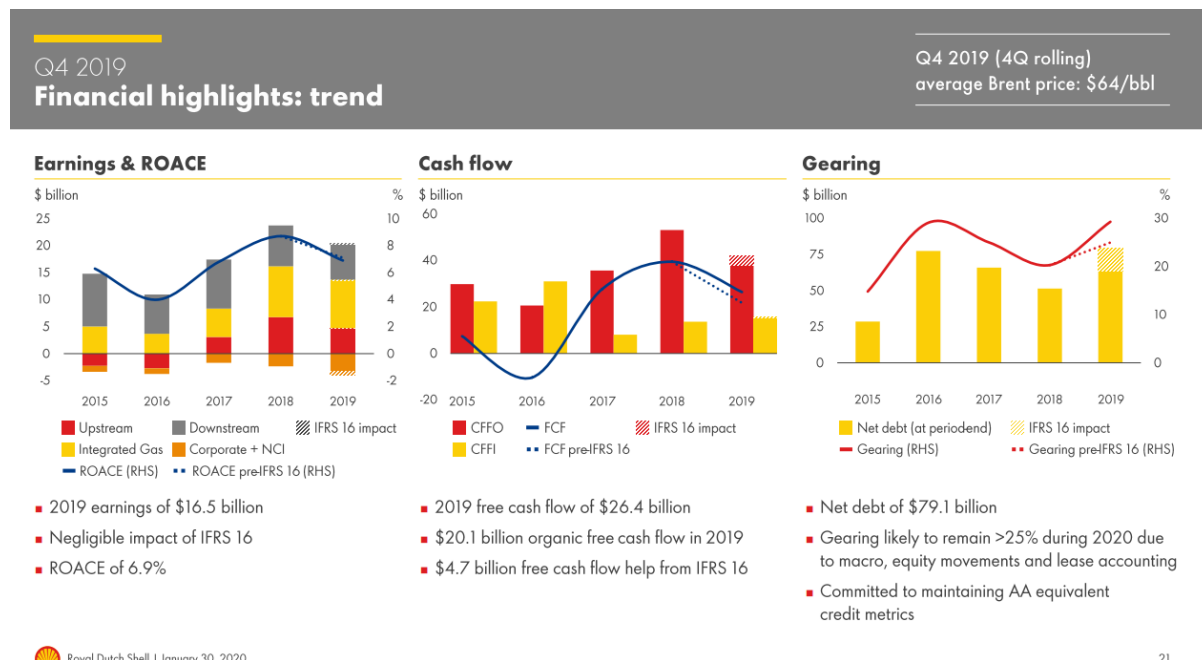 Q4 2019
Financial highlights: trend
Q4 2019 (4Q rolling)
average Brent price: $64/bbl
Earnings & ROACE
$ billion %
25 10
20 8
15 6
10 4
5 2
0 0
-5 -2
2015 2016 2017 2018 2019
Upstream Downstream IFRS 16 impact
Integrated Gas Corporate + NCI
ROACE (RHS) ROACE pre-IFRS 16 (RHS)
2019 earnings of $16.5 billion
Negligible impact of IFRS 16
ROACE of 6.9%
Cash flow
$ billion
60
40
20
0
-20
2015 2016 2017 2018 2019
CFFO FCF IFRS 16 impact
CFFI FCF pre-IFRS 16
2019 free cash flow of $26.4 billion
$20.1 billion organic free cash flow in 2019
$4.7 billion free cash flow help from IFRS 16
Gearing
$ billion %
100 30
75
20
50
10
25
0 0
2015 2016 2017 2018 2019
Net debt (at period-end) IFRS 16 impact
Gearing (RHS) Gearing pre-IFRS 16 (RHS)
Net debt of $79.1 billion
Gearing likely to remain >25% during 2020 due
to macro, equity movements and lease accounting
Committed to maintaining AA equivalent
credit metrics
Royal Dutch Shell | January 30, 2020
21